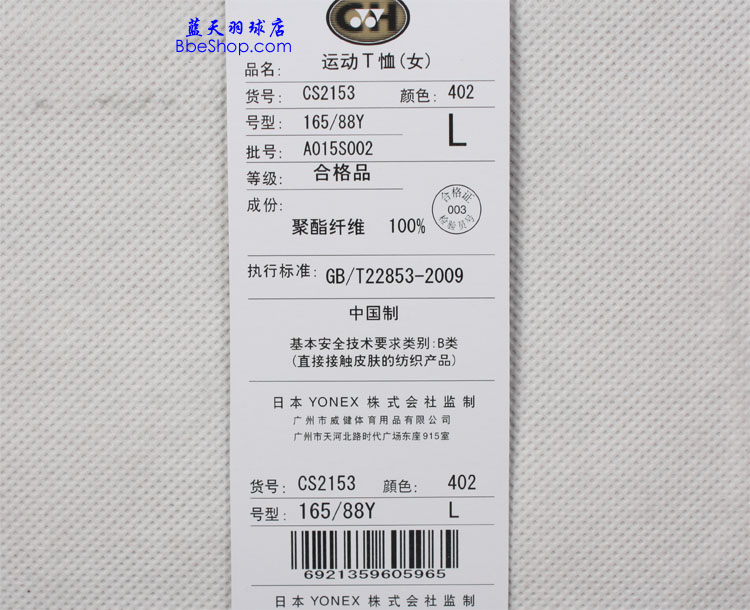 蓝天羽球店
BbeShop.com
CH
品名: 运动T恤(女)
货号: CS2153 颜色: 402
号型: 165/88Y L
批号: A015S002
等级: 合格品
成份: 聚酯纤维 100%
合格证
003
检验员号
执行标准: GB/T22853-2009
中国制
基本安全技术要求类别:B类
(直接接触皮肤的纺织产品)
日本 YONEX 株式会社监制
广州市威健体育用品有限公司
广州市天河北路时代广场东座915室
货号: CS2153 颜色: 402
号型: 165/88Y L
6921359605965
日本 YONEX 株式会社监制